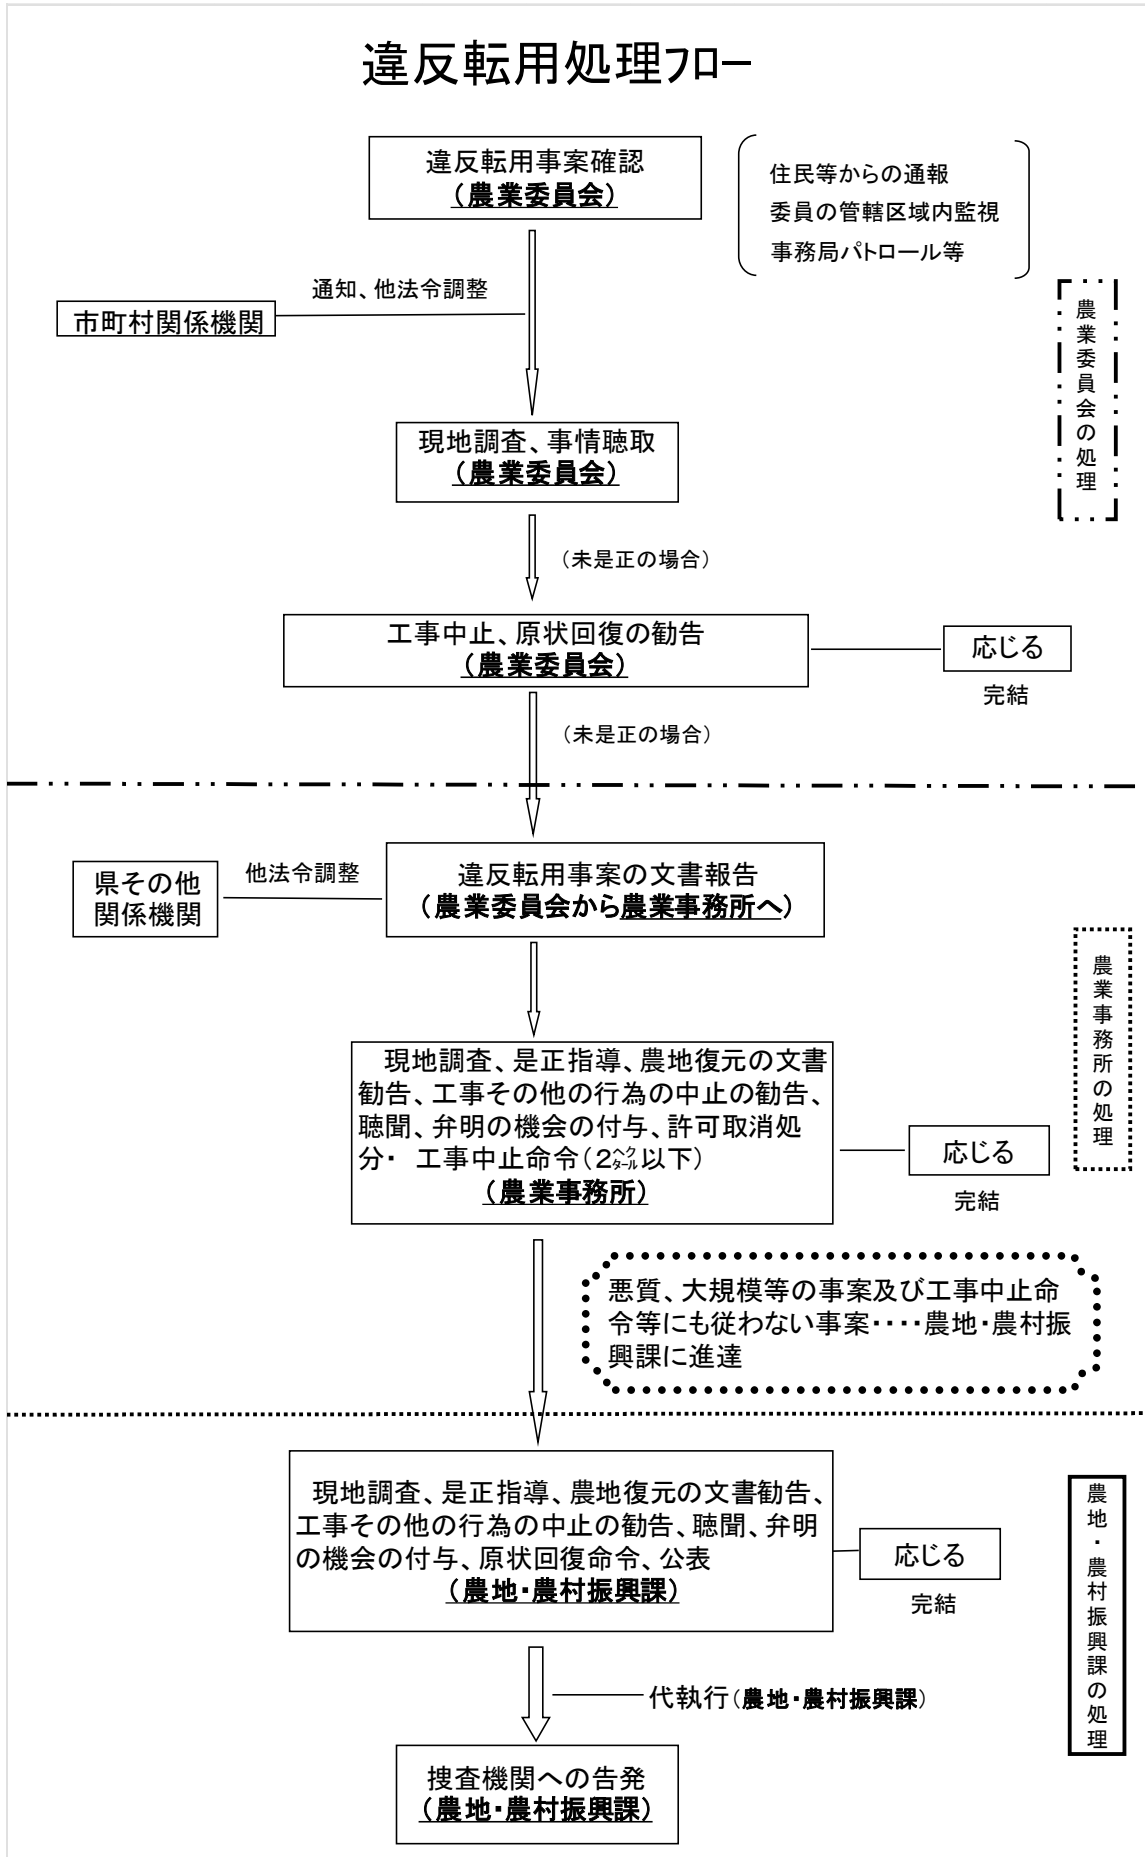 違反転用処理フロー
違反転用事案確認
（農業委員会）
住民等からの通報
委員の管轄区域内監視
事務局パトロール等
通知、他法令調整
市町村関係機関
農業委員会の処理
現地調査、事情聴取
（農業委員会）
（未是正の場合）
工事中止、原状回復の勧告
（農業委員会）
応じる
完結
（未是正の場合）
県その他
関係機関
他法令調整
違反転用事案の文書報告
（農業委員会から農業事務所へ）
農業事務所の処理
現地調査、是正指導、農地復元の文書
勧告、工事その他の行為の中止の勧告、
聴聞、弁明の機会の付与、許可取消処
分・ 工事中止命令（2㌶以下）
（農業事務所）
応じる
完結
悪質、大規模等の事案及び工事中止命
令等にも従わない事案・・・・農地・農村振
興課に進達
現地調査、是正指導、農地復元の文書勧告、
工事その他の行為の中止の勧告、聴聞、弁明
の機会の付与、原状回復命令、公表
（農地・農村振興課）
応じる
完結
農地・農村振興課の処理
代執行（農地・農村振興課）
捜査機関への告発
（農地・農村振興課）